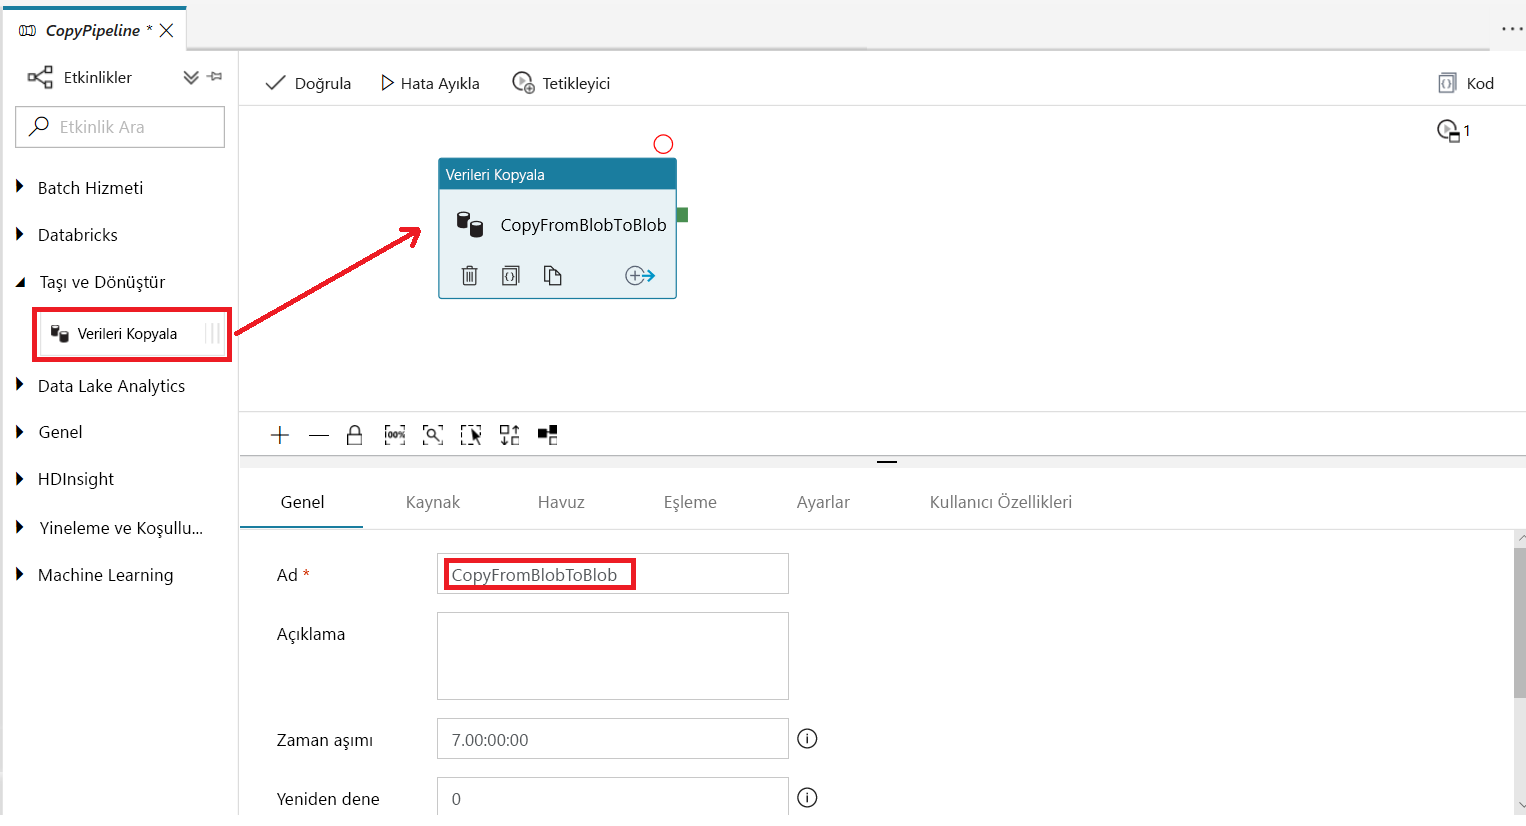 CopyPipeline *
Etkinlikler
Etkinlik Ara
Batch Hizmeti
Databricks
Taşı ve Dönüştür
Verileri Kopyala
Data Lake Analytics
Genel
HDInsight
Yineleme ve Koşullu...
Machine Learning
Doğrula Hata Ayıkla Tetikleyici Kod
1
Verileri Kopyala
CopyFromBlobToBlob
100%
Genel Kaynak Havuz Eşleme Ayarlar Kullanıcı Özellikleri
Ad * CopyFromBlobToBlob
Açıklama
Zaman aşımı 7.00:00:00
Yeniden dene 0